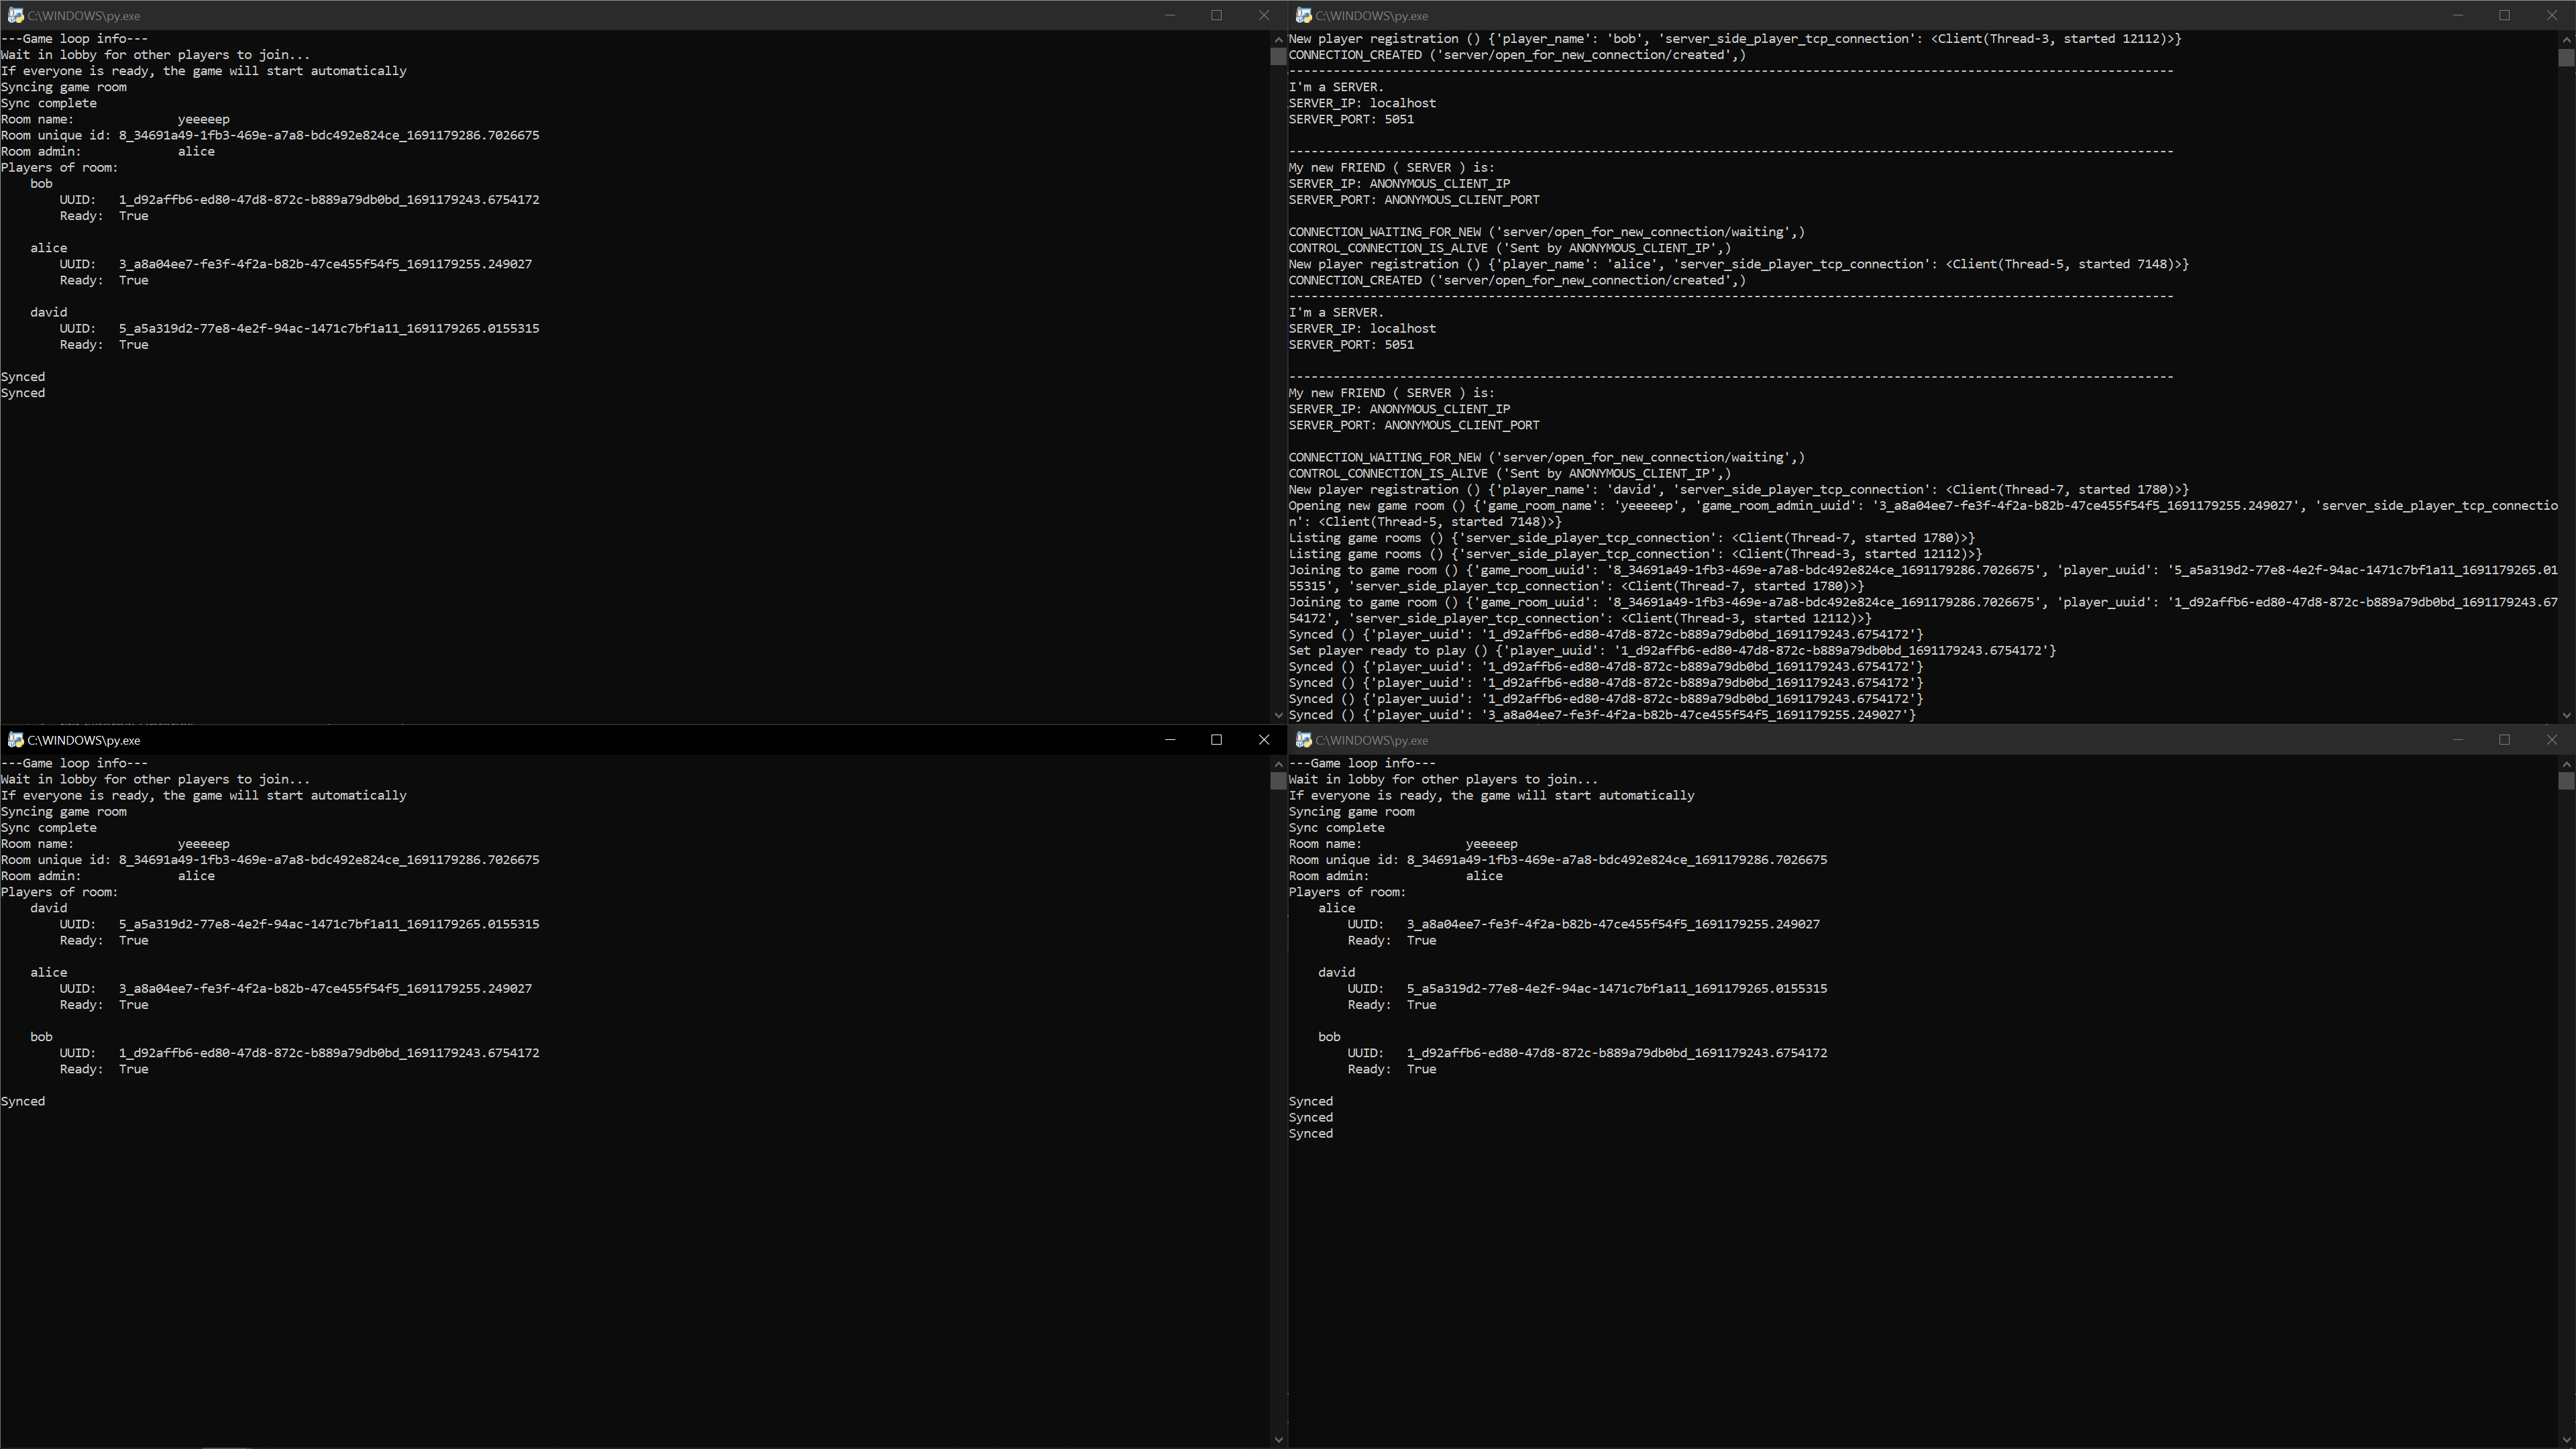 C:\WINDOWS\py.exe
---Game loop info---
Wait in lobby for other players to join...
If everyone is ready, the game will start automatically
Syncing game room
Sync complete
Room name: yeeeeep
Room unique id: 8_34691a49-1fb3-469e-a7a8-bdc492e824ce_1691179286.7026675
Room admin: alice
Players of room:
bob
UUID: 1_d92affb6-ed80-47d8-872c-b889a79db0bd_1691179243.6754172
Ready: True
alice
UUID: 3_a8a04ee7-fe3f-4f2a-b82b-47ce455f54f5_1691179255.249027
Ready: True
david
UUID: 5_a5a319d2-77e8-4e2f-94ac-1471c7bf1a11_1691179265.0155315
Ready: True
Synced
Synced
C:\WINDOWS\py.exe
New player registration () {'player_name': 'bob', 'server_side_player_tcp_connection': <Client(Thread-3, started 12112)>}
CONNECTION_CREATED ('server/open_for_new_connection/created',)
------------------------------------------------------------------------------------------------------------------------
I'm a SERVER.
SERVER_IP: localhost
SERVER_PORT: 5051
------------------------------------------------------------------------------------------------------------------------
My new FRIEND ( SERVER ) is:
SERVER_IP: ANONYMOUS_CLIENT_IP
SERVER_PORT: ANONYMOUS_CLIENT_PORT
CONNECTION_WAITING_FOR_NEW ('server/open_for_new_connection/waiting',)
CONTROL_CONNECTION_IS_ALIVE ('Sent by ANONYMOUS_CLIENT_IP',)
New player registration () {'player_name': 'alice', 'server_side_player_tcp_connection': <Client(Thread-5, started 7148)>}
CONNECTION_CREATED ('server/open_for_new_connection/created',)
------------------------------------------------------------------------------------------------------------------------
I'm a SERVER.
SERVER_IP: localhost
SERVER_PORT: 5051
------------------------------------------------------------------------------------------------------------------------
My new FRIEND ( SERVER ) is:
SERVER_IP: ANONYMOUS_CLIENT_IP
SERVER_PORT: ANONYMOUS_CLIENT_PORT
CONNECTION_WAITING_FOR_NEW ('server/open_for_new_connection/waiting',)
CONTROL_CONNECTION_IS_ALIVE ('Sent by ANONYMOUS_CLIENT_IP',)
New player registration () {'player_name': 'david', 'server_side_player_tcp_connection': <Client(Thread-7, started 1780)>}
Opening new game room () {'game_room_name': 'yeeeeep', 'game_room_admin_uuid': '3_a8a04ee7-fe3f-4f2a-b82b-47ce455f54f5_1691179255.249027', 'server_side_player_tcp_connectio
n': <Client(Thread-5, started 7148)>}
Listing game rooms () {'server_side_player_tcp_connection': <Client(Thread-7, started 1780)>}
Listing game rooms () {'server_side_player_tcp_connection': <Client(Thread-3, started 12112)>}
Joining to game room () {'game_room_uuid': '8_34691a49-1fb3-469e-a7a8-bdc492e824ce_1691179286.7026675', 'player_uuid': '5_a5a319d2-77e8-4e2f-94ac-1471c7bf1a11_1691179265.01
55315', 'server_side_player_tcp_connection': <Client(Thread-7, started 1780)>}
Joining to game room () {'game_room_uuid': '8_34691a49-1fb3-469e-a7a8-bdc492e824ce_1691179286.7026675', 'player_uuid': '1_d92affb6-ed80-47d8-872c-b889a79db0bd_1691179243.67
54172', 'server_side_player_tcp_connection': <Client(Thread-3, started 12112)>}
Synced () {'player_uuid': '1_d92affb6-ed80-47d8-872c-b889a79db0bd_1691179243.6754172'}
Set player ready to play () {'player_uuid': '1_d92affb6-ed80-47d8-872c-b889a79db0bd_1691179243.6754172'}
Synced () {'player_uuid': '1_d92affb6-ed80-47d8-872c-b889a79db0bd_1691179243.6754172'}
Synced () {'player_uuid': '1_d92affb6-ed80-47d8-872c-b889a79db0bd_1691179243.6754172'}
Synced () {'player_uuid': '1_d92affb6-ed80-47d8-872c-b889a79db0bd_1691179243.6754172'}
Synced () {'player_uuid': '3_a8a04ee7-fe3f-4f2a-b82b-47ce455f54f5_1691179255.249027'}
C:\WINDOWS\py.exe
---Game loop info---
Wait in lobby for other players to join...
If everyone is ready, the game will start automatically
Syncing game room
Sync complete
Room name: yeeeeep
Room unique id: 8_34691a49-1fb3-469e-a7a8-bdc492e824ce_1691179286.7026675
Room admin: alice
Players of room:
david
UUID: 5_a5a319d2-77e8-4e2f-94ac-1471c7bf1a11_1691179265.0155315
Ready: True
alice
UUID: 3_a8a04ee7-fe3f-4f2a-b82b-47ce455f54f5_1691179255.249027
Ready: True
bob
UUID: 1_d92affb6-ed80-47d8-872c-b889a79db0bd_1691179243.6754172
Ready: True
Synced
C:\WINDOWS\py.exe
---Game loop info---
Wait in lobby for other players to join...
If everyone is ready, the game will start automatically
Syncing game room
Sync complete
Room name: yeeeeep
Room unique id: 8_34691a49-1fb3-469e-a7a8-bdc492e824ce_1691179286.7026675
Room admin: alice
Players of room:
alice
UUID: 3_a8a04ee7-fe3f-4f2a-b82b-47ce455f54f5_1691179255.249027
Ready: True
david
UUID: 5_a5a319d2-77e8-4e2f-94ac-1471c7bf1a11_1691179265.0155315
Ready: True
bob
UUID: 1_d92affb6-ed80-47d8-872c-b889a79db0bd_1691179243.6754172
Ready: True
Synced
Synced
Synced